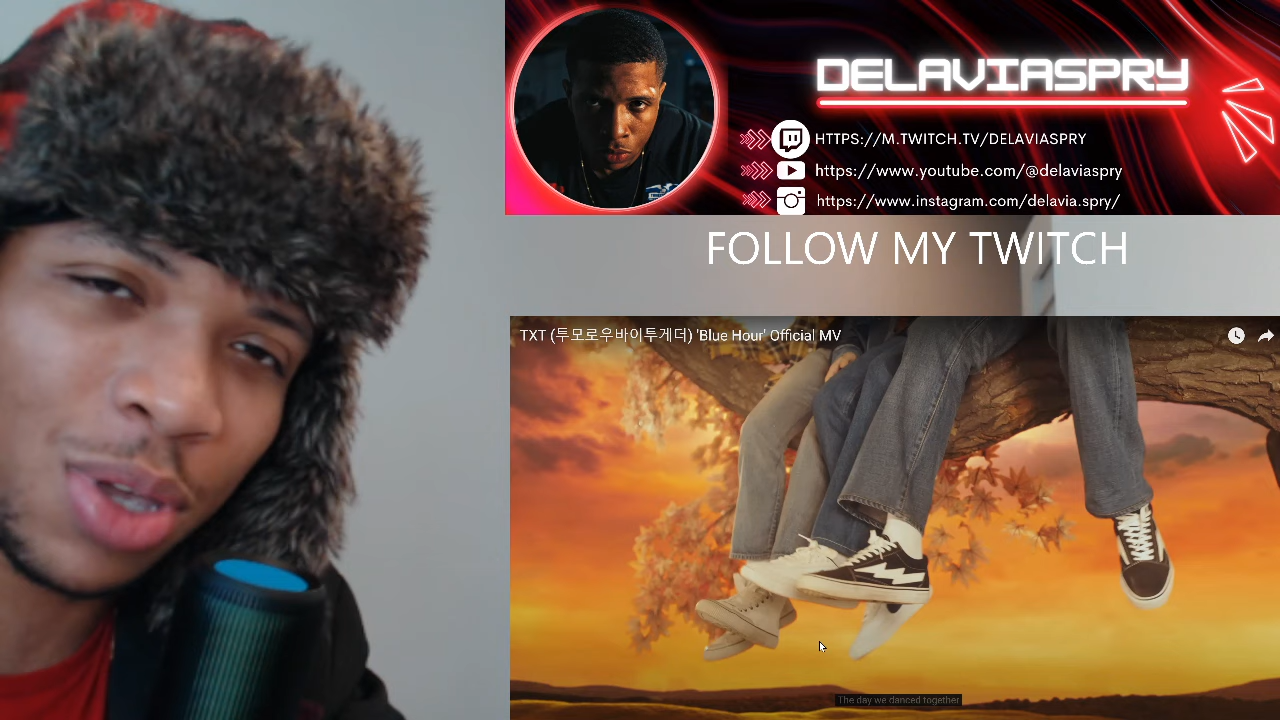 DELAVIASPRY
HTTPS://M.TWITCH.TV/DELAVIASPRY
https://www.youtube.com/@delaviaspry
https://www.instagram.com/delavia.spry/
FOLLOW MY TWITCH
TXT (투모로우바이투게더) 'Blue Hour' Official MV
The day we danced together